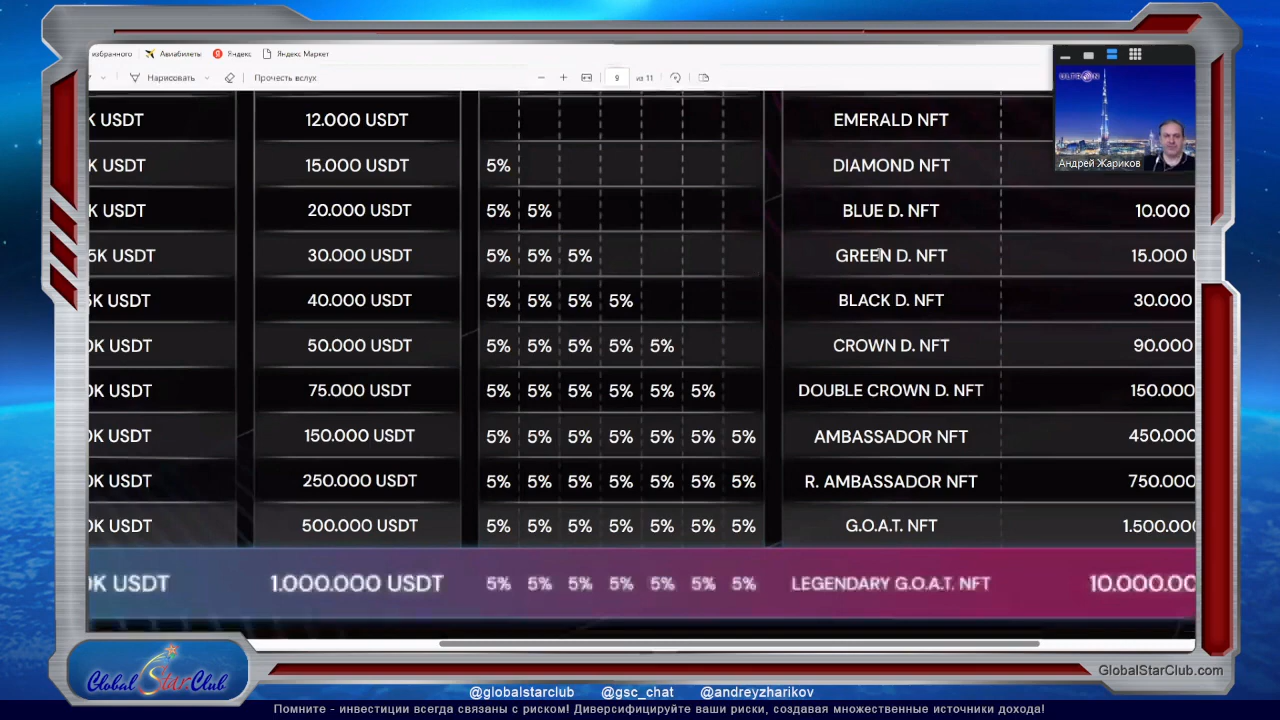 избранного Авиабилеты Яндекс Яндекс Маркет
Нарисовать Прочесть вслух 9 из 11
ULTRON
Андрей Жариков
K USDT 12.000 USDT EMERALD NFT
K USDT 15.000 USDT 5% DIAMOND NFT
K USDT 20.000 USDT 5% 5% BLUE D. NFT 10.000
5K USDT 30.000 USDT 5% 5% 5% GREEN D. NFT 15.000
5K USDT 40.000 USDT 5% 5% 5% 5% BLACK D. NFT 30.000
0K USDT 50.000 USDT 5% 5% 5% 5% 5% CROWN D. NFT 90.000
0K USDT 75.000 USDT 5% 5% 5% 5% 5% 5% DOUBLE CROWN D. NFT 150.000
0K USDT 150.000 USDT 5% 5% 5% 5% 5% 5% 5% AMBASSADOR NFT 450.000
0K USDT 250.000 USDT 5% 5% 5% 5% 5% 5% 5% R. AMBASSADOR NFT 750.000
0K USDT 500.000 USDT 5% 5% 5% 5% 5% 5% 5% G.O.A.T. NFT 1.500.000
0K USDT 1.000.000 USDT 5% 5% 5% 5% 5% 5% 5% LEGENDARY G.O.A.T. NFT 10.000.00
Global Star Club
GlobalStarClub.com
@globalstarclub @gsc_chat @andreyzharikov
Помните - инвестиции всегда связаны с риском! Диверсифицируйте ваши риски, создавая множественные источники дохода!